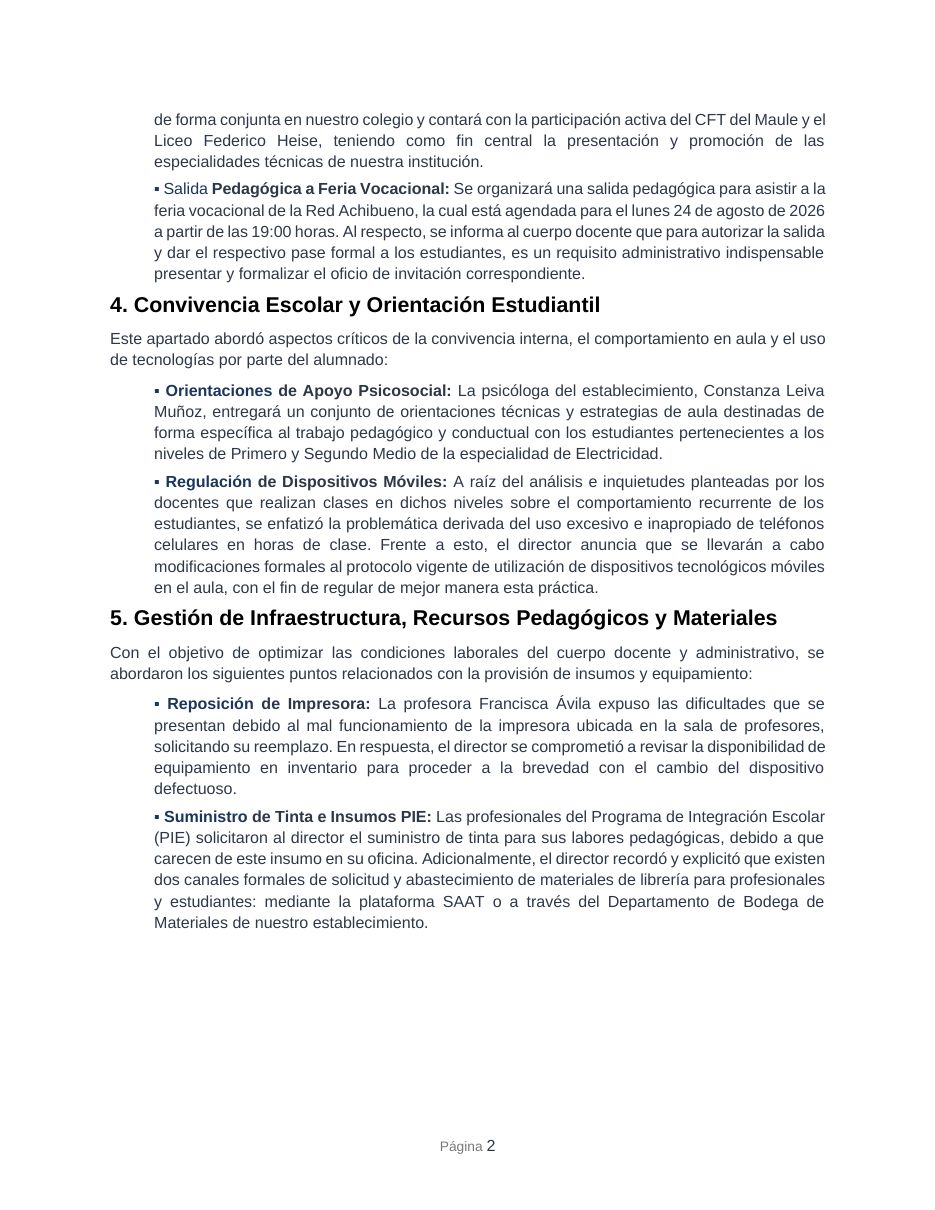 de forma conjunta en nuestro colegio y contará con la participación activa del CFT del Maule y el
Liceo Federico Heise, teniendo como fin central la presentación y promoción de las
especialidades técnicas de nuestra institución.
▪ Salida Pedagógica a Feria Vocacional: Se organizará una salida pedagógica para asistir a la
feria vocacional de la Red Achibueno, la cual está agendada para el lunes 24 de agosto de 2026
a partir de las 19:00 horas. Al respecto, se informa al cuerpo docente que para autorizar la salida
y dar el respectivo pase formal a los estudiantes, es un requisito administrativo indispensable
presentar y formalizar el oficio de invitación correspondiente.
4. Convivencia Escolar y Orientación Estudiantil
Este apartado abordó aspectos críticos de la convivencia interna, el comportamiento en aula y el uso
de tecnologías por parte del alumnado:
▪ Orientaciones de Apoyo Psicosocial: La psicóloga del establecimiento, Constanza Leiva
Muñoz, entregará un conjunto de orientaciones técnicas y estrategias de aula destinadas de
forma específica al trabajo pedagógico y conductual con los estudiantes pertenecientes a los
niveles de Primero y Segundo Medio de la especialidad de Electricidad.
▪ Regulación de Dispositivos Móviles: A raíz del análisis e inquietudes planteadas por los
docentes que realizan clases en dichos niveles sobre el comportamiento recurrente de los
estudiantes, se enfatizó la problemática derivada del uso excesivo e inapropiado de teléfonos
celulares en horas de clase. Frente a esto, el director anuncia que se llevarán a cabo
modificaciones formales al protocolo vigente de utilización de dispositivos tecnológicos móviles
en el aula, con el fin de regular de mejor manera esta práctica.
5. Gestión de Infraestructura, Recursos Pedagógicos y Materiales
Con el objetivo de optimizar las condiciones laborales del cuerpo docente y administrativo, se
abordaron los siguientes puntos relacionados con la provisión de insumos y equipamiento:
▪ Reposición de Impresora: La profesora Francisca Ávila expuso las dificultades que se
presentan debido al mal funcionamiento de la impresora ubicada en la sala de profesores,
solicitando su reemplazo. En respuesta, el director se comprometió a revisar la disponibilidad de
equipamiento en inventario para proceder a la brevedad con el cambio del dispositivo
defectuoso.
▪ Suministro de Tinta e Insumos PIE: Las profesionales del Programa de Integración Escolar
(PIE) solicitaron al director el suministro de tinta para sus labores pedagógicas, debido a que
carecen de este insumo en su oficina. Adicionalmente, el director recordó y explicitó que existen
dos canales formales de solicitud y abastecimiento de materiales de librería para profesionales
y estudiantes: mediante la plataforma SAAT o a través del Departamento de Bodega de
Materiales de nuestro establecimiento.
Página 2